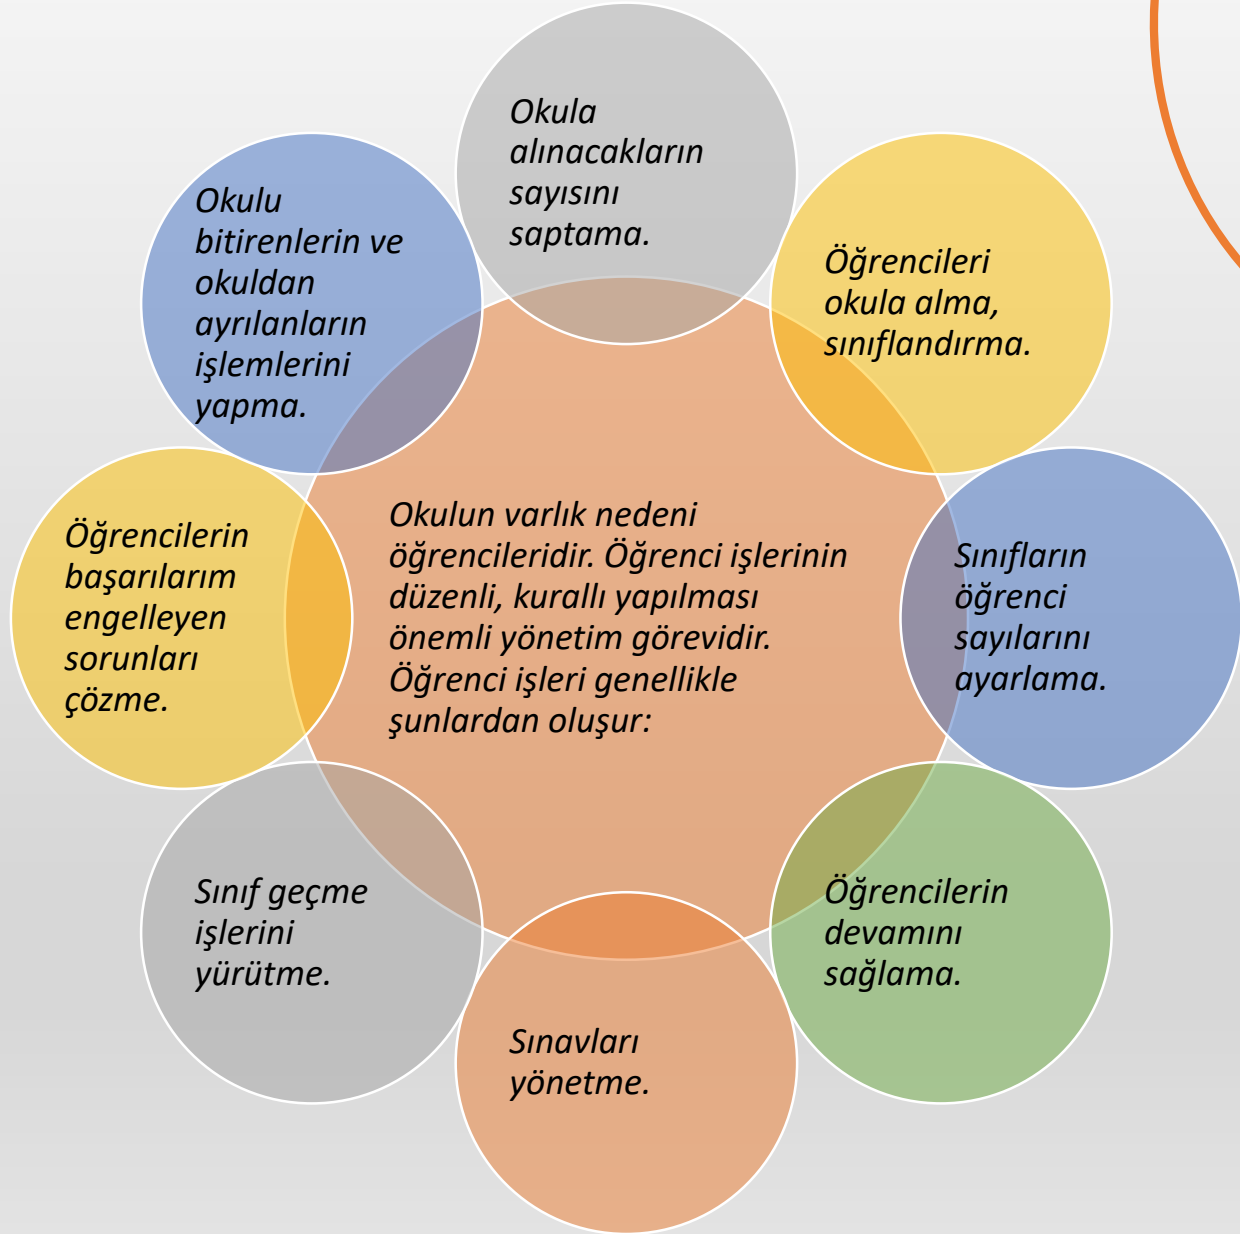 Okulun varlık nedeni
öğrencileridir. Öğrenci işlerinin
düzenli, kurallı yapılması
önemli yönetim görevidir.
Öğrenci işleri genellikle
şunlardan oluşur:
Okula
alınacakların
sayısını
saptama.
Öğrencileri
okula alma,
sınıflandırma.
Sınıfların
öğrenci
sayılarını
ayarlama.
Öğrencilerin
devamını
sağlama.
Sınavları
yönetme.
Sınıf geçme
işlerini
yürütme.
Öğrencilerin
başarılarım
engelleyen
sorunları
çözme.
Okulu
bitirenlerin ve
okuldan
ayrılanların
işlemlerini
yapma.